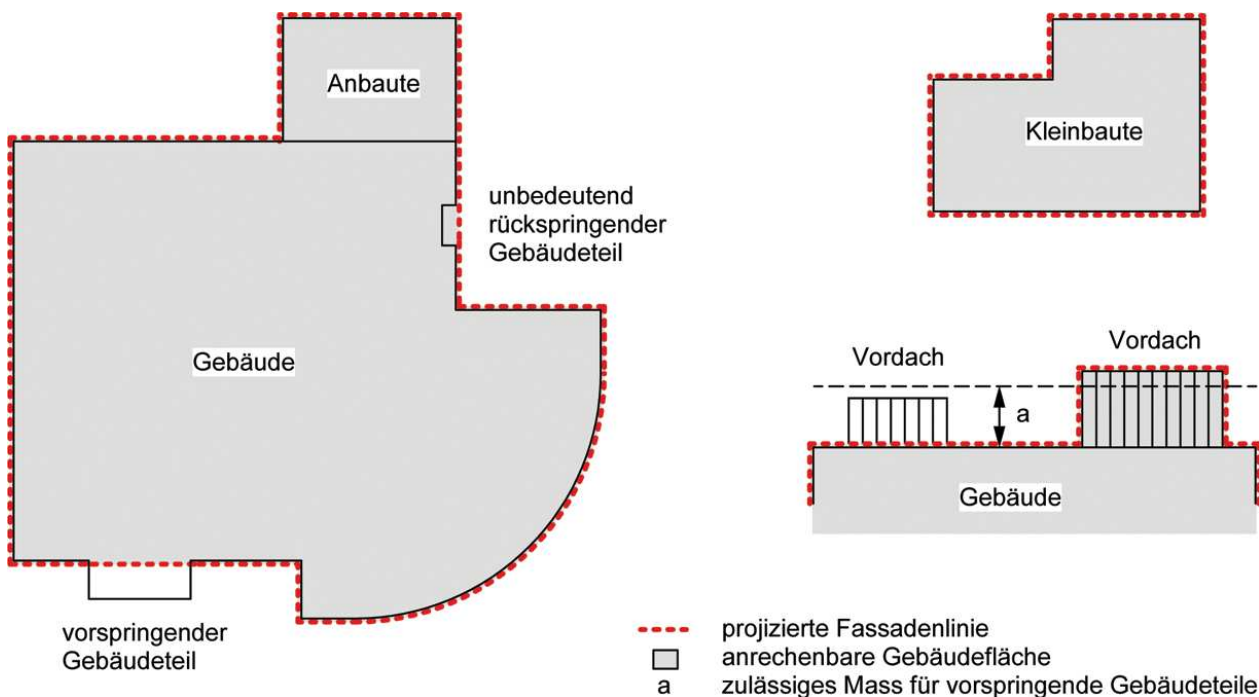 Anbaute
unbedeutend
rückspringender
Gebäudeteil
Gebäude
vorspringender
Gebäudeteil
Kleinbaute
Vordach
Vordach
a
Gebäude
projizierte Fassadenlinie
anrechenbare Gebäudefläche
a zulässiges Mass für vorspringende Gebäudeteile